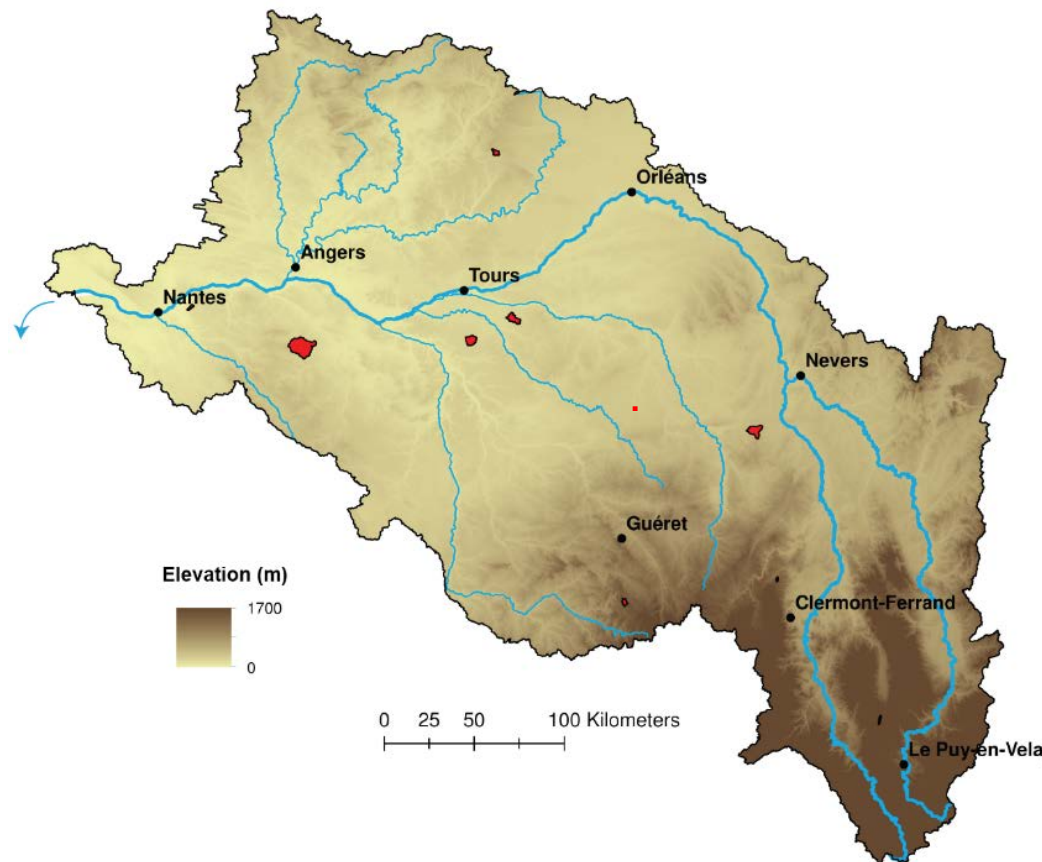 Orléans
Angers
Tours
Nantes
Nevers
Guéret
Elevation (m)
1700
0
Clermont-Ferrand
0 25 50 100 Kilometers
Le Puy-en-Vela